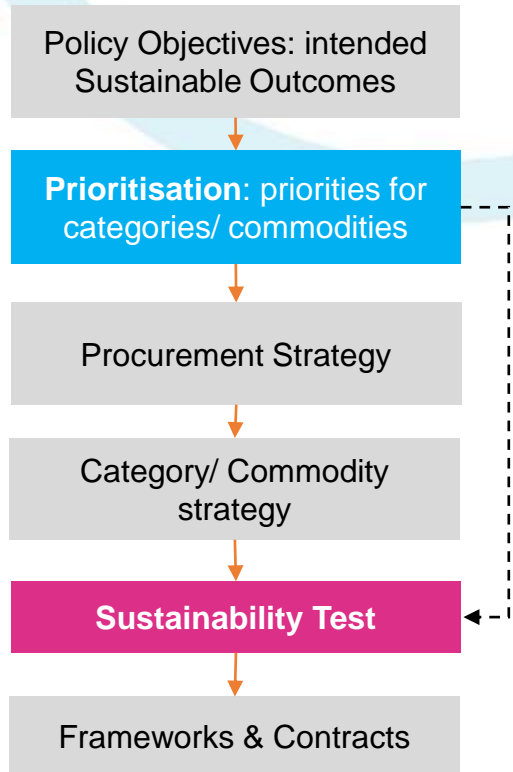 Policy Objectives: intended
Sustainable Outcomes
Prioritisation: priorities for
categories/ commodities
Procurement Strategy
Category/ Commodity
strategy
Sustainability Test
Frameworks & Contracts